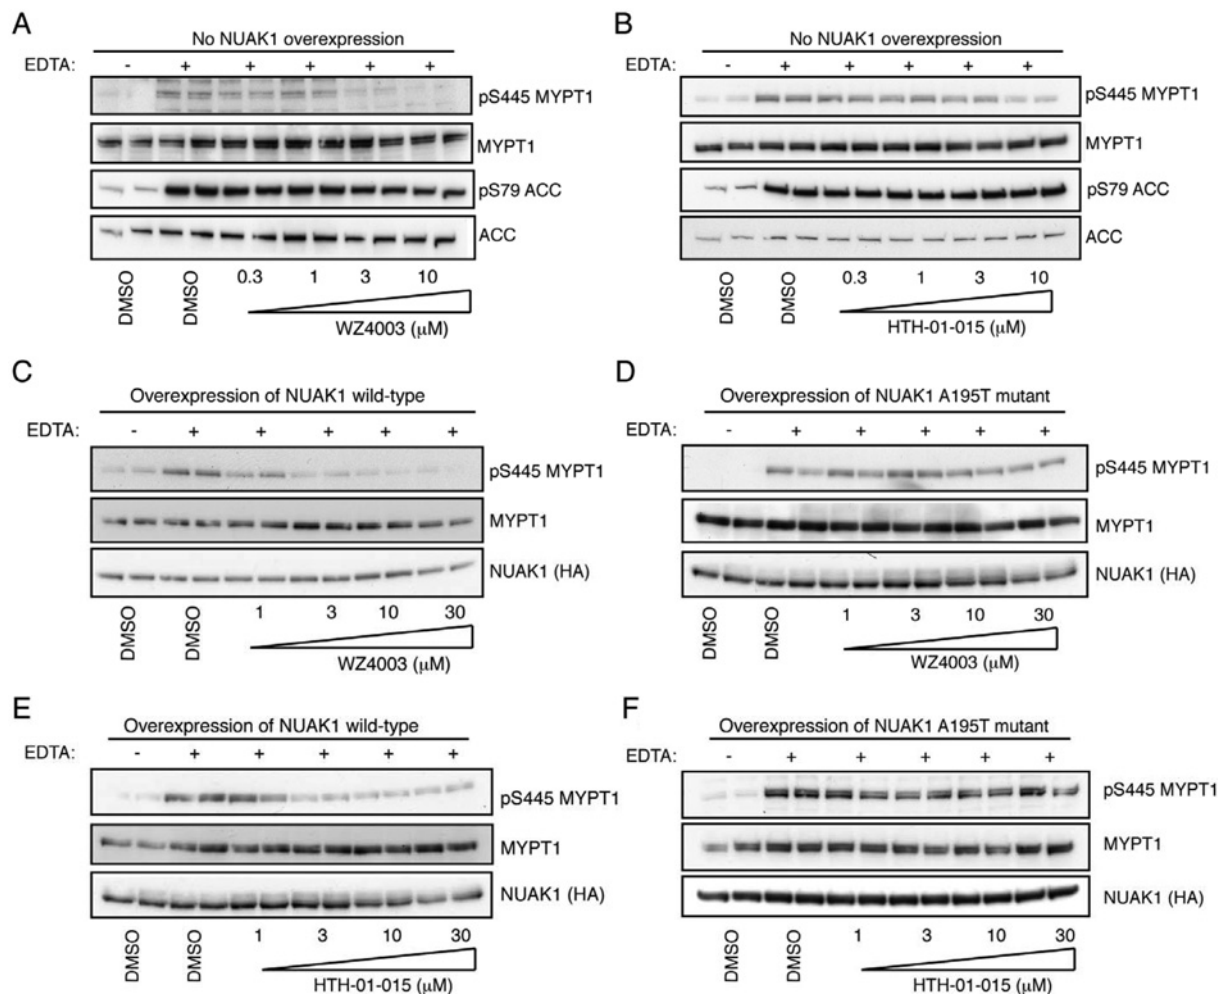 A
No NUAK1 overexpression
EDTA: - + + + + +
pS445 MYPT1
MYPT1
pS79 ACC
ACC
DMSO DMSO 0.3 1 3 10
WZ4003 (μM)
B
No NUAK1 overexpression
EDTA: - + + + + +
pS445 MYPT1
MYPT1
pS79 ACC
ACC
DMSO DMSO 0.3 1 3 10
HTH-01-015 (μM)
C
Overexpression of NUAK1 wild-type
EDTA: - + + + + +
pS445 MYPT1
MYPT1
NUAK1 (HA)
DMSO DMSO 1 3 10 30
WZ4003 (μM)
D
Overexpression of NUAK1 A195T mutant
EDTA: - + + + + +
pS445 MYPT1
MYPT1
NUAK1 (HA)
DMSO DMSO 1 3 10 30
WZ4003 (μM)
E
Overexpression of NUAK1 wild-type
EDTA: - + + + + +
pS445 MYPT1
MYPT1
NUAK1 (HA)
DMSO DMSO 1 3 10 30
HTH-01-015 (μM)
F
Overexpression of NUAK1 A195T mutant
EDTA: - + + + + +
pS445 MYPT1
MYPT1
NUAK1 (HA)
DMSO DMSO 1 3 10 30
HTH-01-015 (μM)